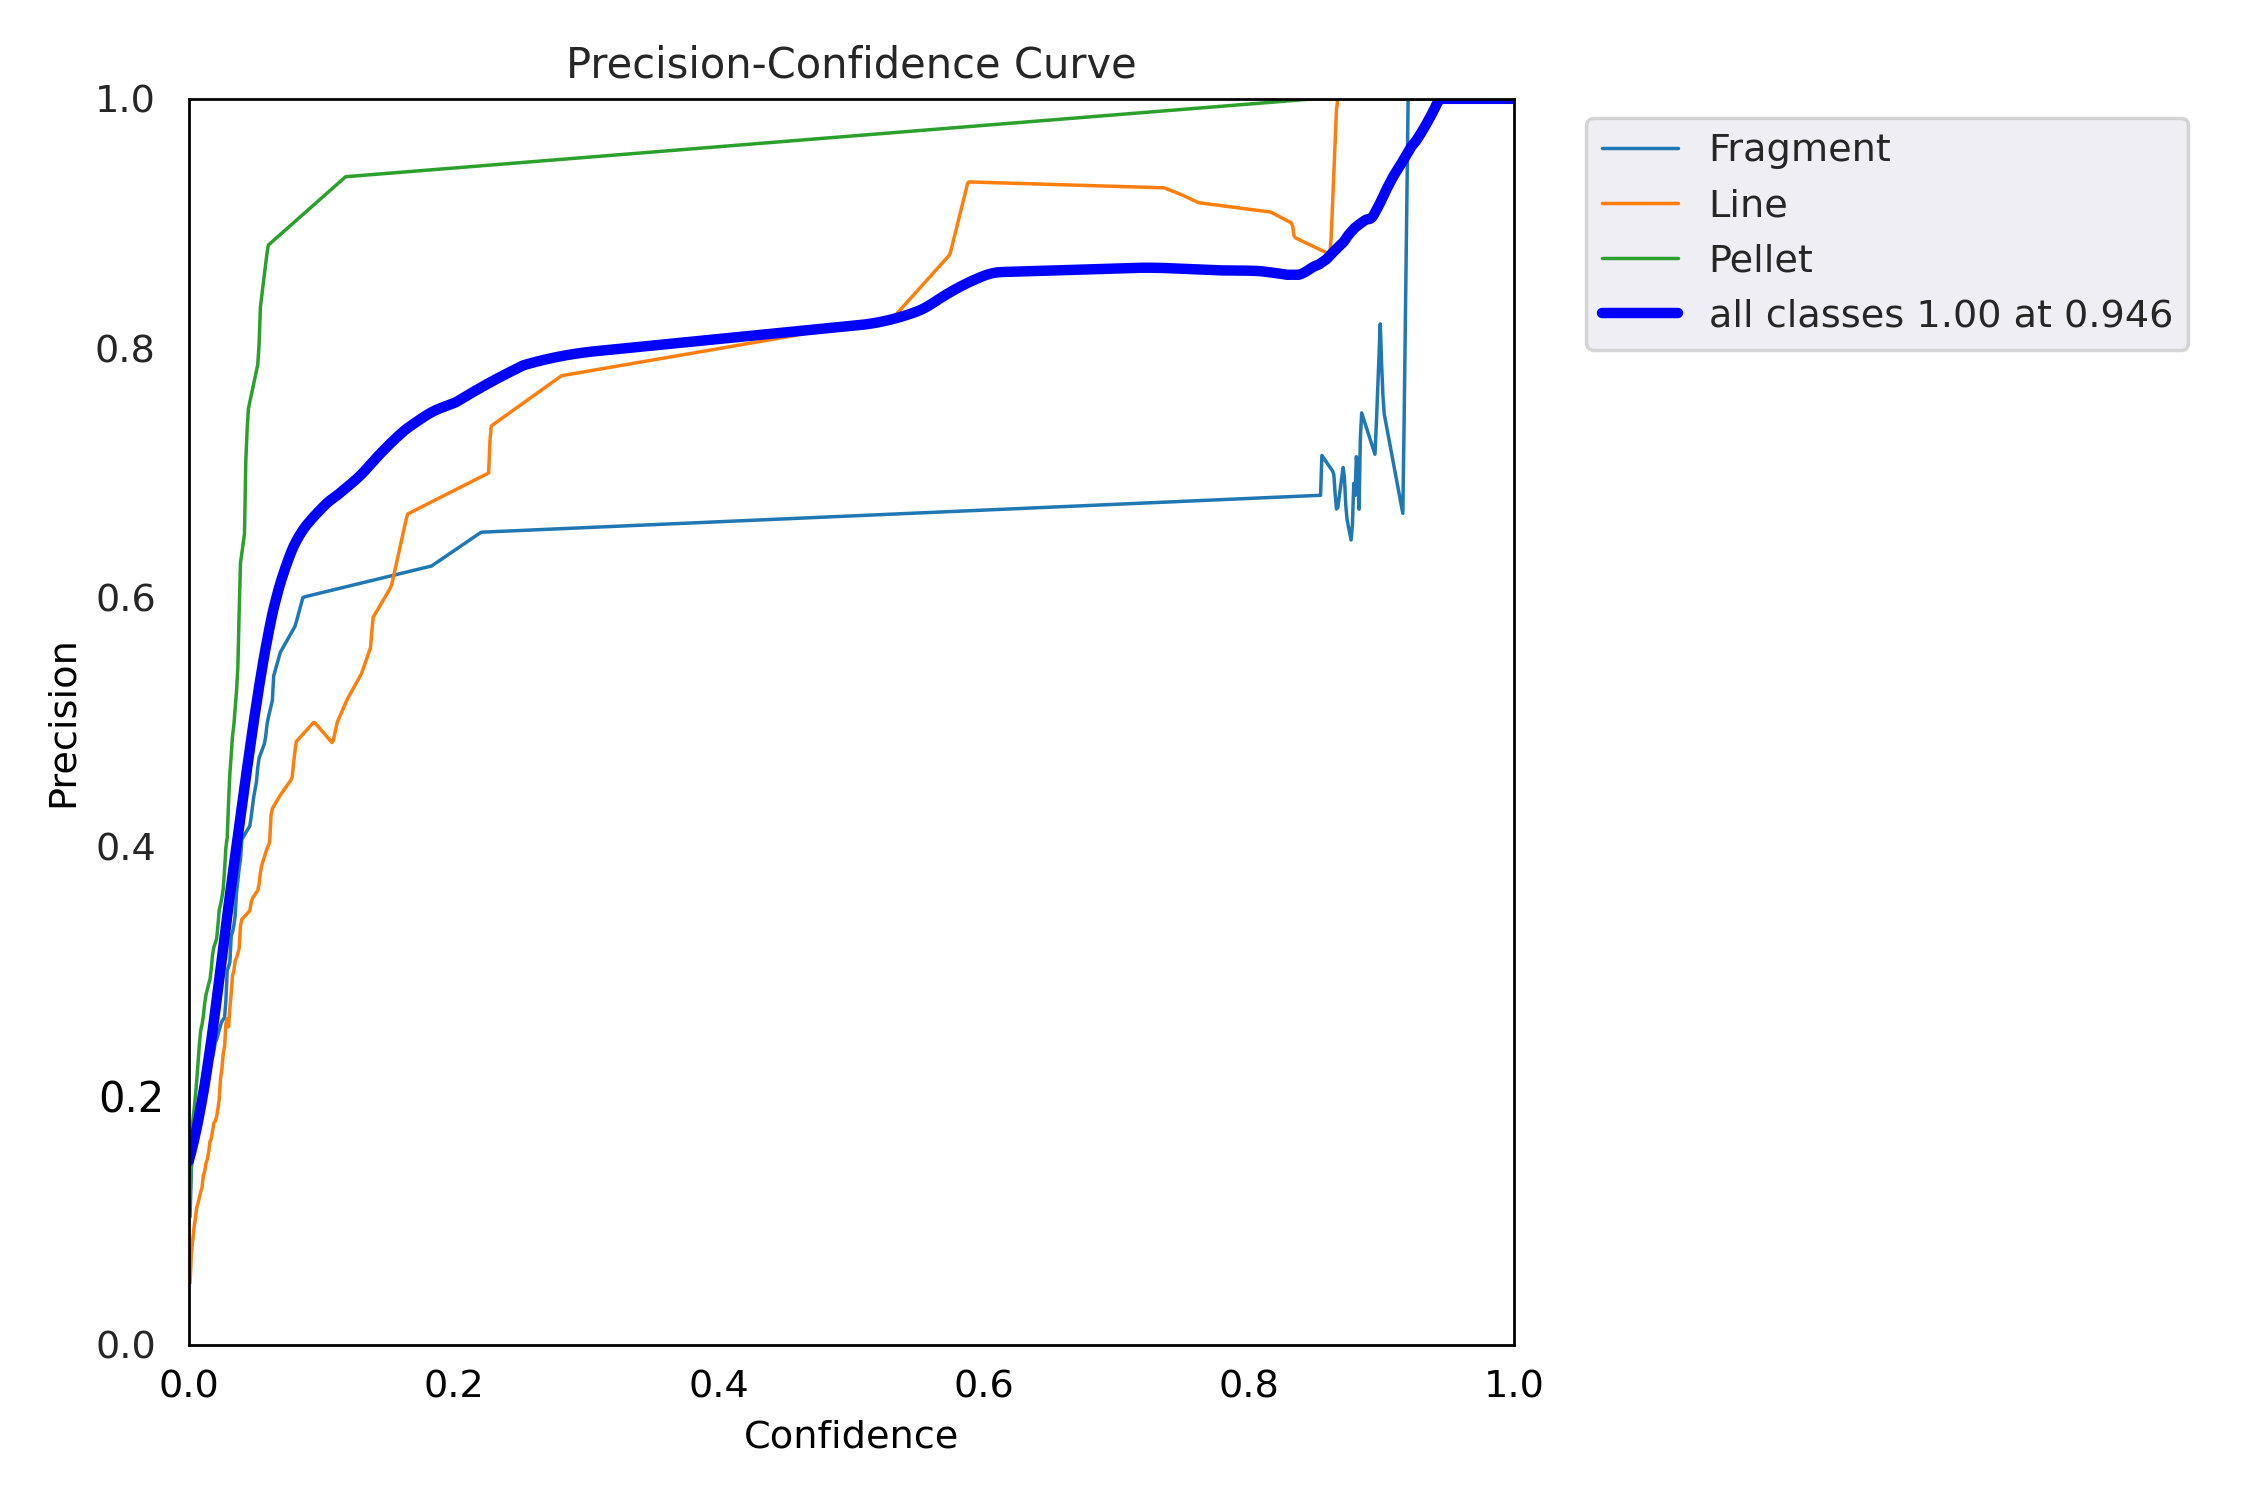 Precision-Confidence Curve
1.0
0.8
0.6
0.4
0.2
0.0
Precision
0.0 0.2 0.4 0.6 0.8 1.0
Confidence
Fragment
Line
Pellet
all classes 1.00 at 0.946